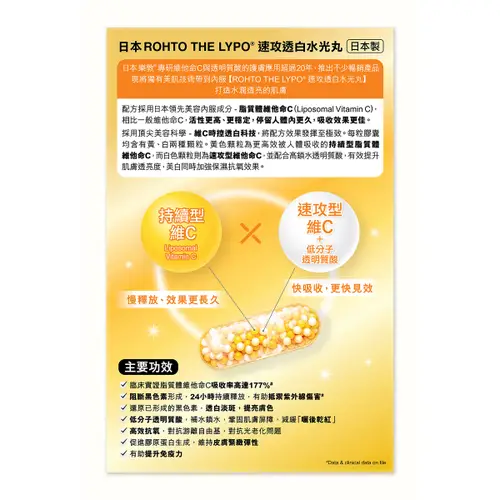 日本ROHTO THE LYPO® 速攻透白水光丸 日本製
日本樂敦®專研維他命C與透明質酸的護膚應用超過20年，推出不少暢銷產品
現將獨有美肌技術帶到內服【ROHTO THE LYPO® 速攻透白水光丸】
打造水潤透亮的肌膚
配方採用日本領先美容內服成分 - 脂質體維他命C (Liposomal Vitamin C)，
相比一般維他命C，活性更高、更穩定，停留人體內更久，吸收效果更佳。
採用頂尖美容科學 - 維C時控透白科技，將配方效果發揮至極致。每粒膠囊
均含有黃、白兩種顆粒。黃色顆粒為更高效被人體吸收的持續型脂質體
維他命C，而白色顆粒則為速攻型維他命C，並配合高鎖水透明質酸，有效提升
肌膚透亮度，美白同時加強保濕抗氧效果。
持續型
維C
Liposomal
Vitamin C
速攻型
維C
+
低分子
透明質酸
慢釋放，效果更長久
快吸收，更快見效
主要功效
✓ 臨床實證脂質體維他命C吸收率高達177%#
✓ 阻斷黑色素形成，24小時持續釋放，有助抵禦紫外線傷害*
✓ 還原已形成的黑色素，透白淡斑，提亮膚色
✓ 低分子透明質酸，補水鎖水，鞏固肌膚屏障，減緩「曬後乾紅」
✓ 高效抗氧，對抗游離自由基，對抗光老化問題
✓ 促進膠原蛋白生成，維持皮膚緊緻彈性
✓ 有助提升免疫力
*Data & clinical data on file